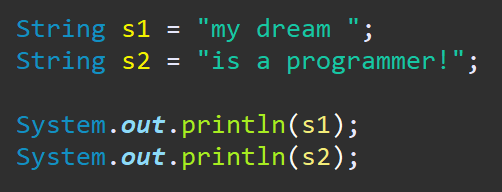 String s1 = "my dream ";
String s2 = "is a programmer!";
System.out.println(s1);
System.out.println(s2);